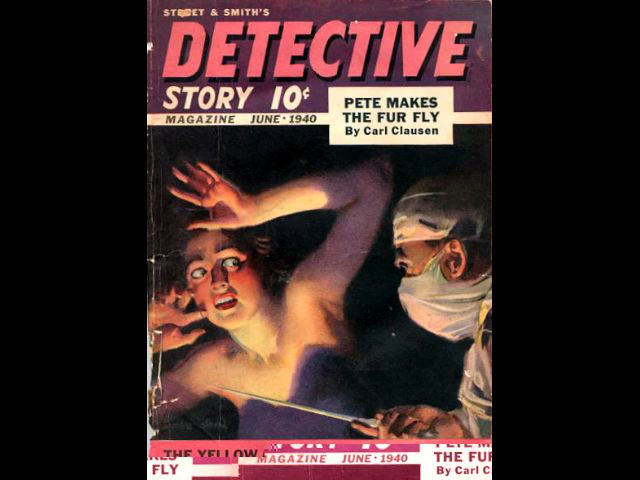 STREET & SMITH'S
DETECTIVE
STORY 10¢
MAGAZINE JUNE · 1940
PETE MAKES
THE FUR FLY
By Carl Clausen
THE YELLOW
MAGAZINE JUNE · 1940
FLY
THE FUR
By Carl C